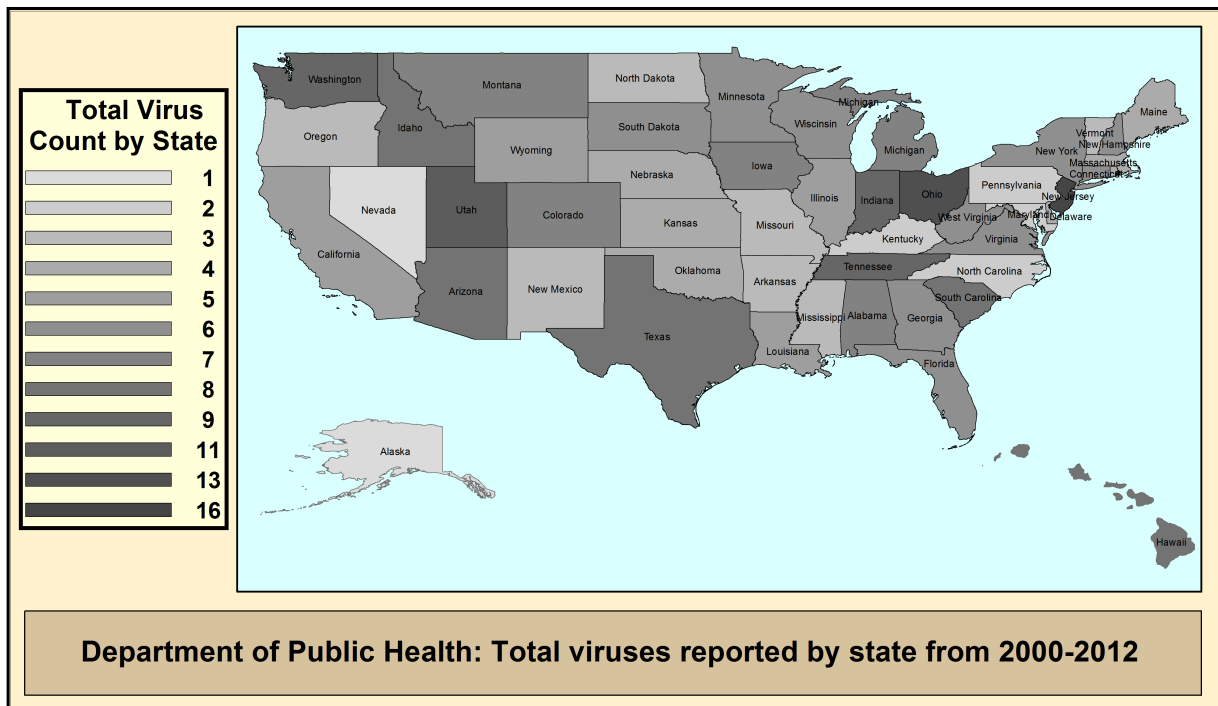 Total Virus
Count by State
1
2
3
4
5
6
7
8
9
11
13
16
Washington
Montana
North Dakota
Minnesota
Michigan
Maine
Oregon
Idaho
Wyoming
South Dakota
Wisconsin
Michigan
Vermont
New Hampshire
New York
Massachusetts
Connecticut
Nevada
Utah
Colorado
Nebraska
Iowa
Illinois
Indiana
Ohio
Pennsylvania
New Jersey
Maryland
Delaware
West Virginia
Virginia
California
Kansas
Missouri
Kentucky
Arizona
New Mexico
Oklahoma
Arkansas
Tennessee
North Carolina
South Carolina
Texas
Louisiana
Mississippi
Alabama
Georgia
Florida
Alaska
Hawaii
Department of Public Health: Total viruses reported by state from 2000-2012